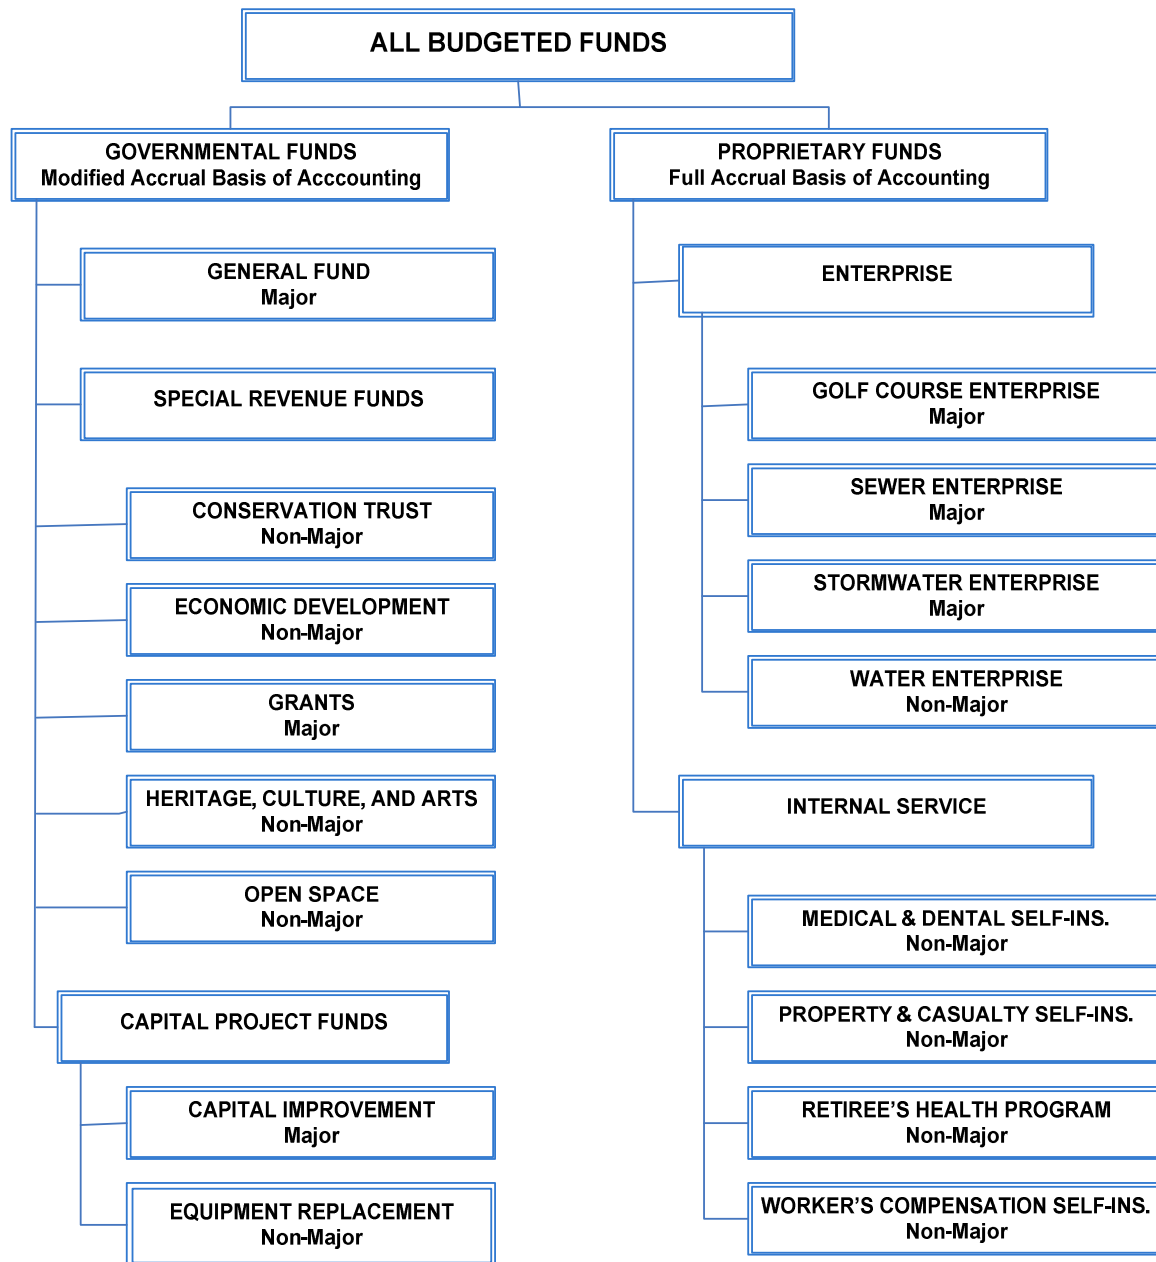 ALL BUDGETED FUNDS
GOVERNMENTAL FUNDS
Modified Accrual Basis of Acccounting
GENERAL FUND
Major
SPECIAL REVENUE FUNDS
CONSERVATION TRUST
Non-Major
ECONOMIC DEVELOPMENT
Non-Major
GRANTS
Major
HERITAGE, CULTURE, AND ARTS
Non-Major
OPEN SPACE
Non-Major
CAPITAL PROJECT FUNDS
CAPITAL IMPROVEMENT
Major
EQUIPMENT REPLACEMENT
Non-Major
PROPRIETARY FUNDS
Full Accrual Basis of Accounting
ENTERPRISE
GOLF COURSE ENTERPRISE
Major
SEWER ENTERPRISE
Major
STORMWATER ENTERPRISE
Major
WATER ENTERPRISE
Non-Major
INTERNAL SERVICE
MEDICAL & DENTAL SELF-INS.
Non-Major
PROPERTY & CASUALTY SELF-INS.
Non-Major
RETIREE’S HEALTH PROGRAM
Non-Major
WORKER’S COMPENSATION SELF-INS.
Non-Major